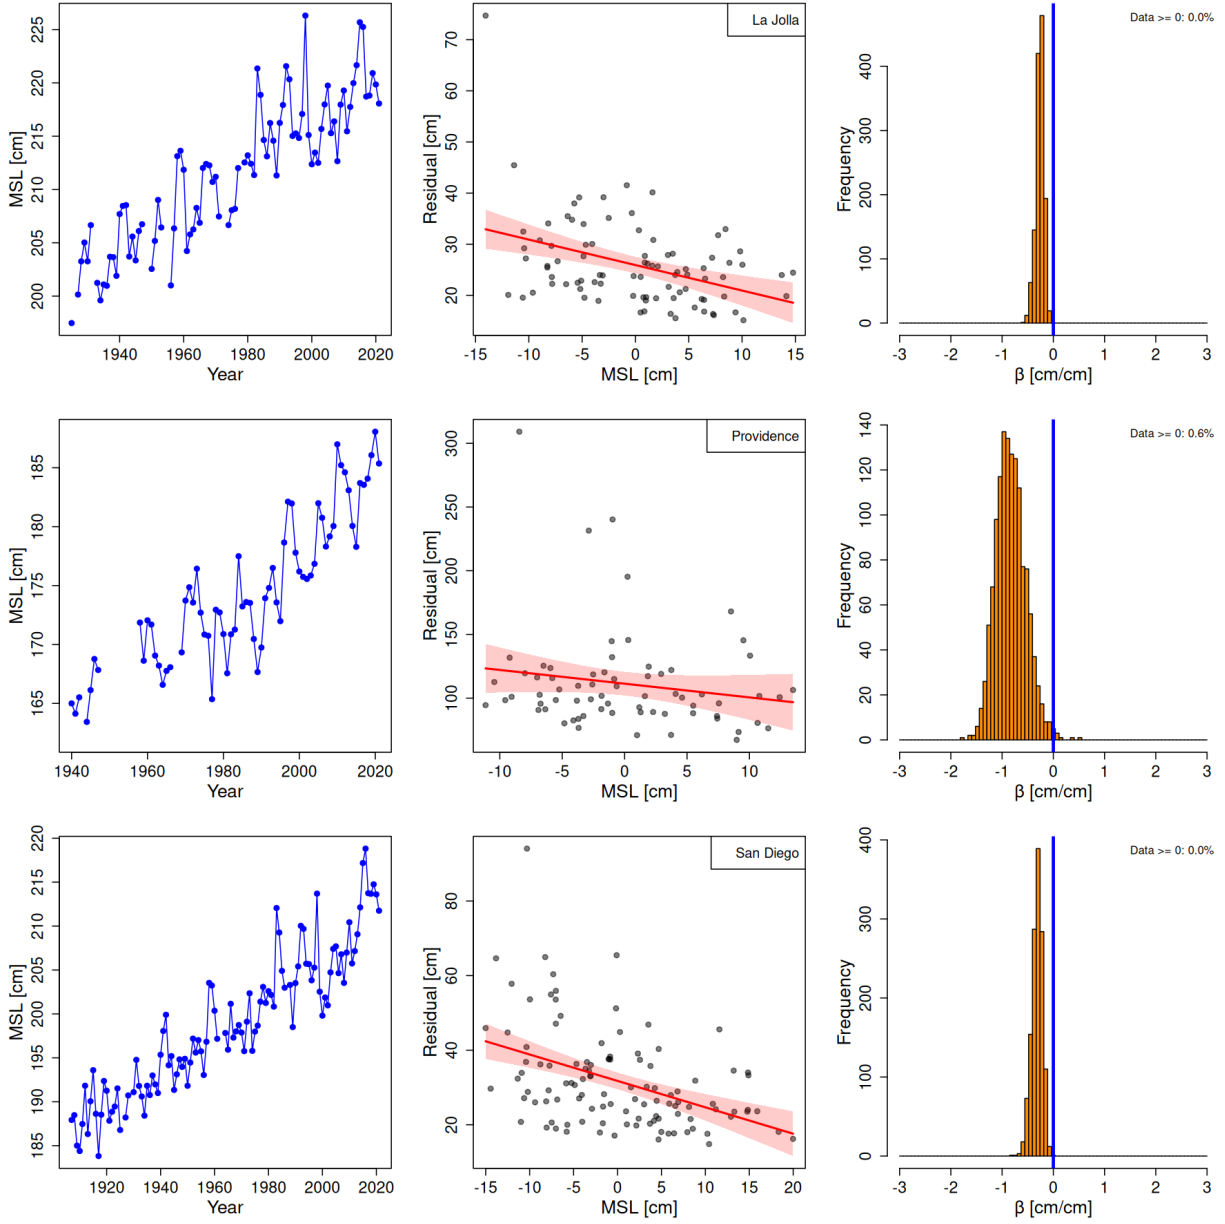 MSL [cm]
225
220
215
210
205
200
1940 1960 1980 2000 2020
Year
La Jolla
Residual [cm]
70
50
40
30
20
-15 -10 -5 0 5 10 15
MSL [cm]
Data >= 0: 0.0%
Frequency
400
300
200
100
0
-3 -2 -1 0 1 2 3
β [cm/cm]
MSL [cm]
185
180
175
170
165
1940 1960 1980 2000 2020
Year
Providence
Residual [cm]
300
250
200
150
100
-10 -5 0 5 10
MSL [cm]
Data >= 0: 0.6%
Frequency
140
120
100
80
60
40
20
0
-3 -2 -1 0 1 2 3
β [cm/cm]
MSL [cm]
220
215
210
205
200
195
190
185
1920 1940 1960 1980 2000 2020
Year
San Diego
Residual [cm]
80
60
40
20
-15 -10 -5 0 5 10 15 20
MSL [cm]
Data >= 0: 0.0%
Frequency
400
300
200
100
0
-3 -2 -1 0 1 2 3
β [cm/cm]